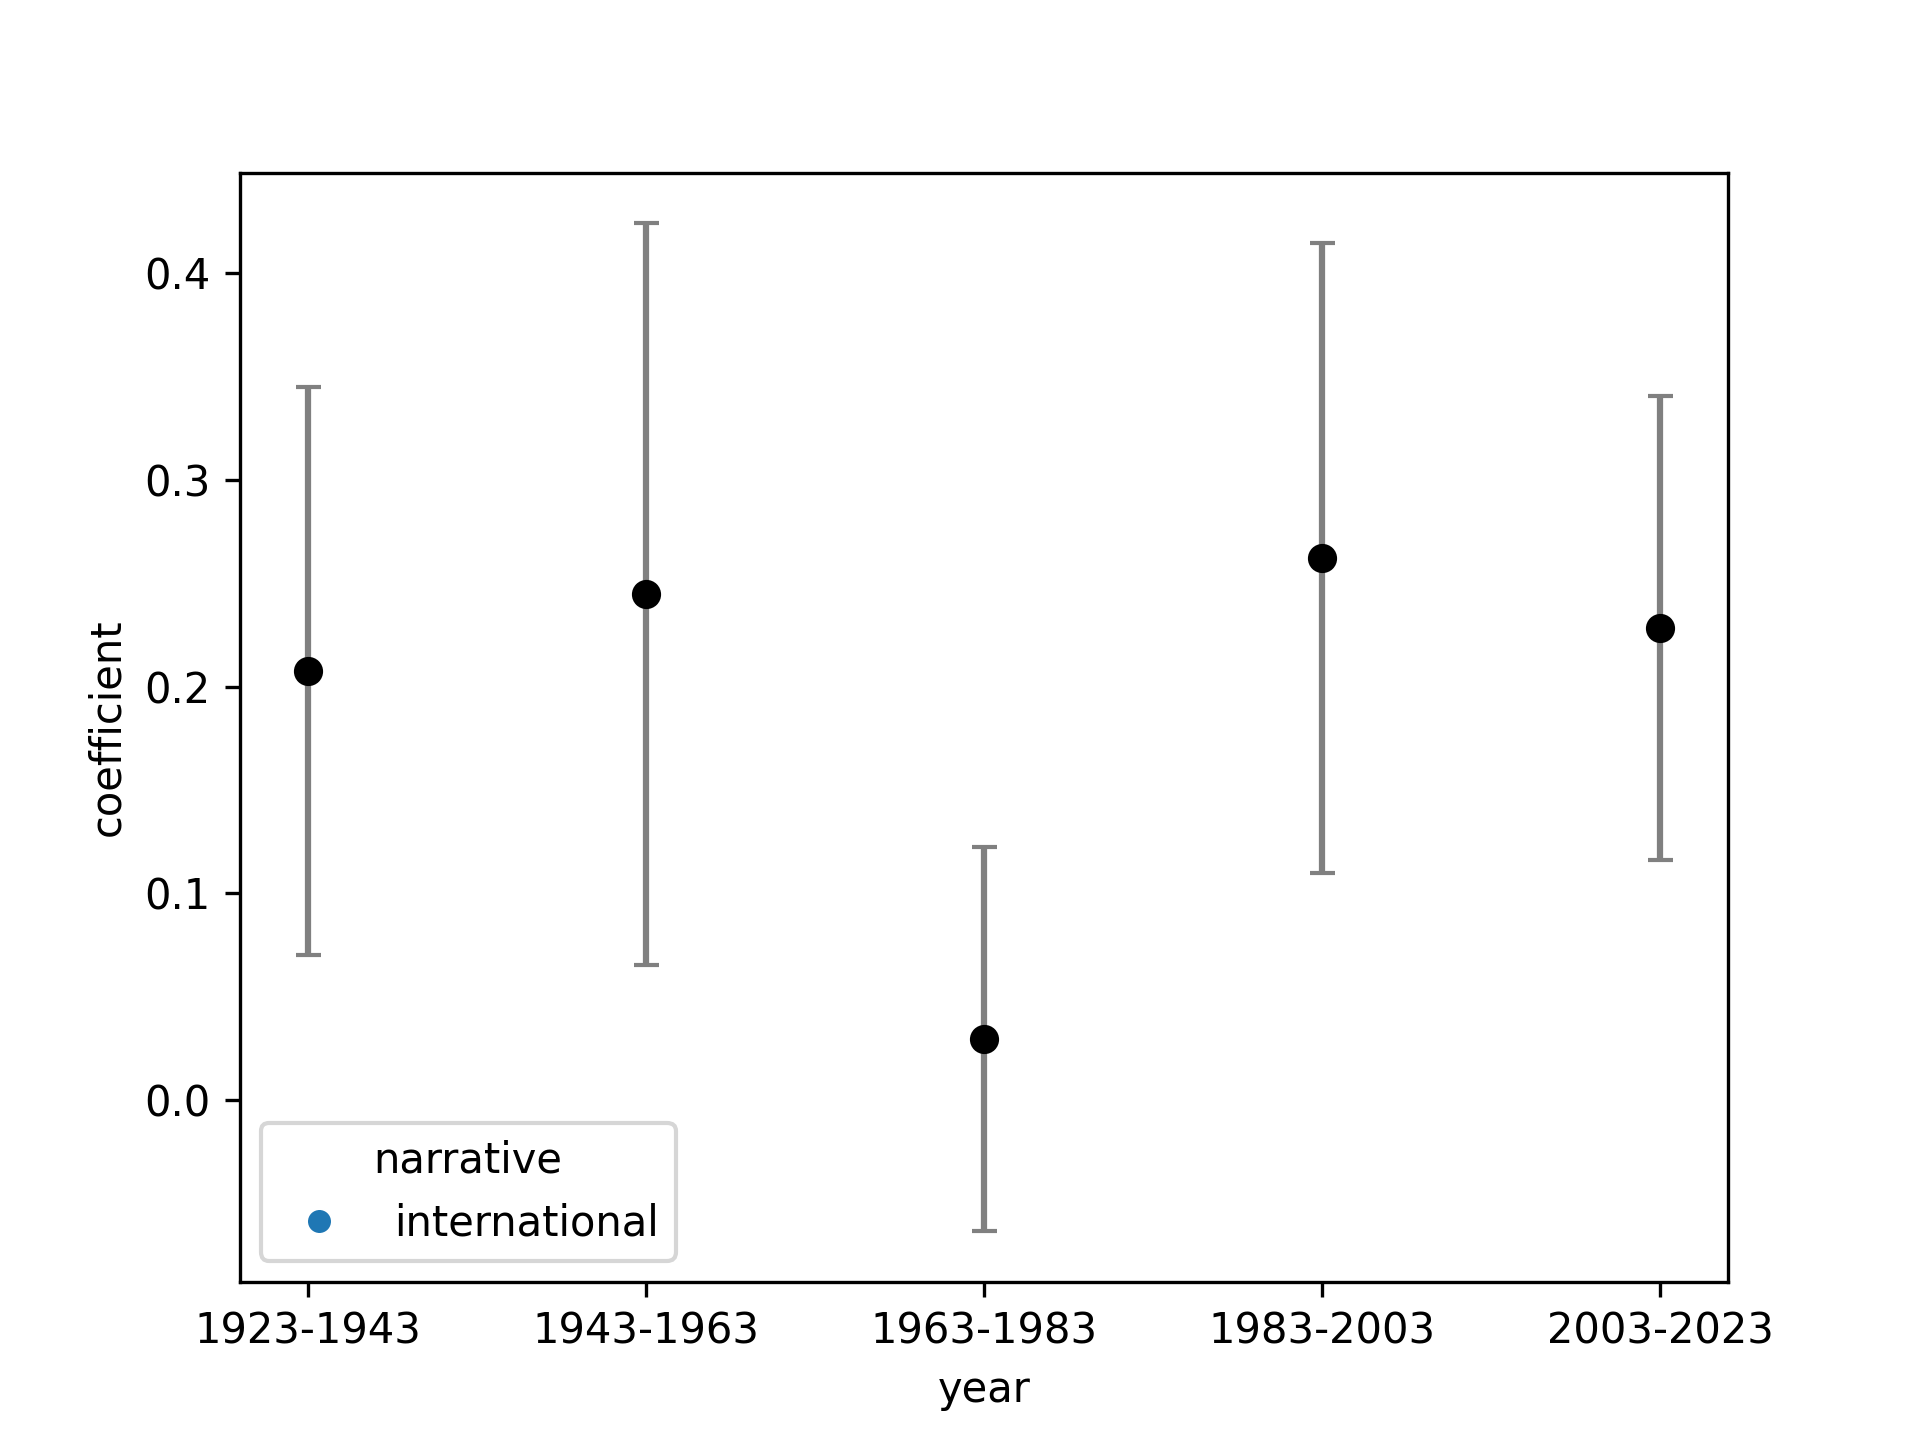 0.4
0.3
0.2
0.1
0.0
coefficient
narrative
international
1923-1943 1943-1963 1963-1983 1983-2003 2003-2023
year